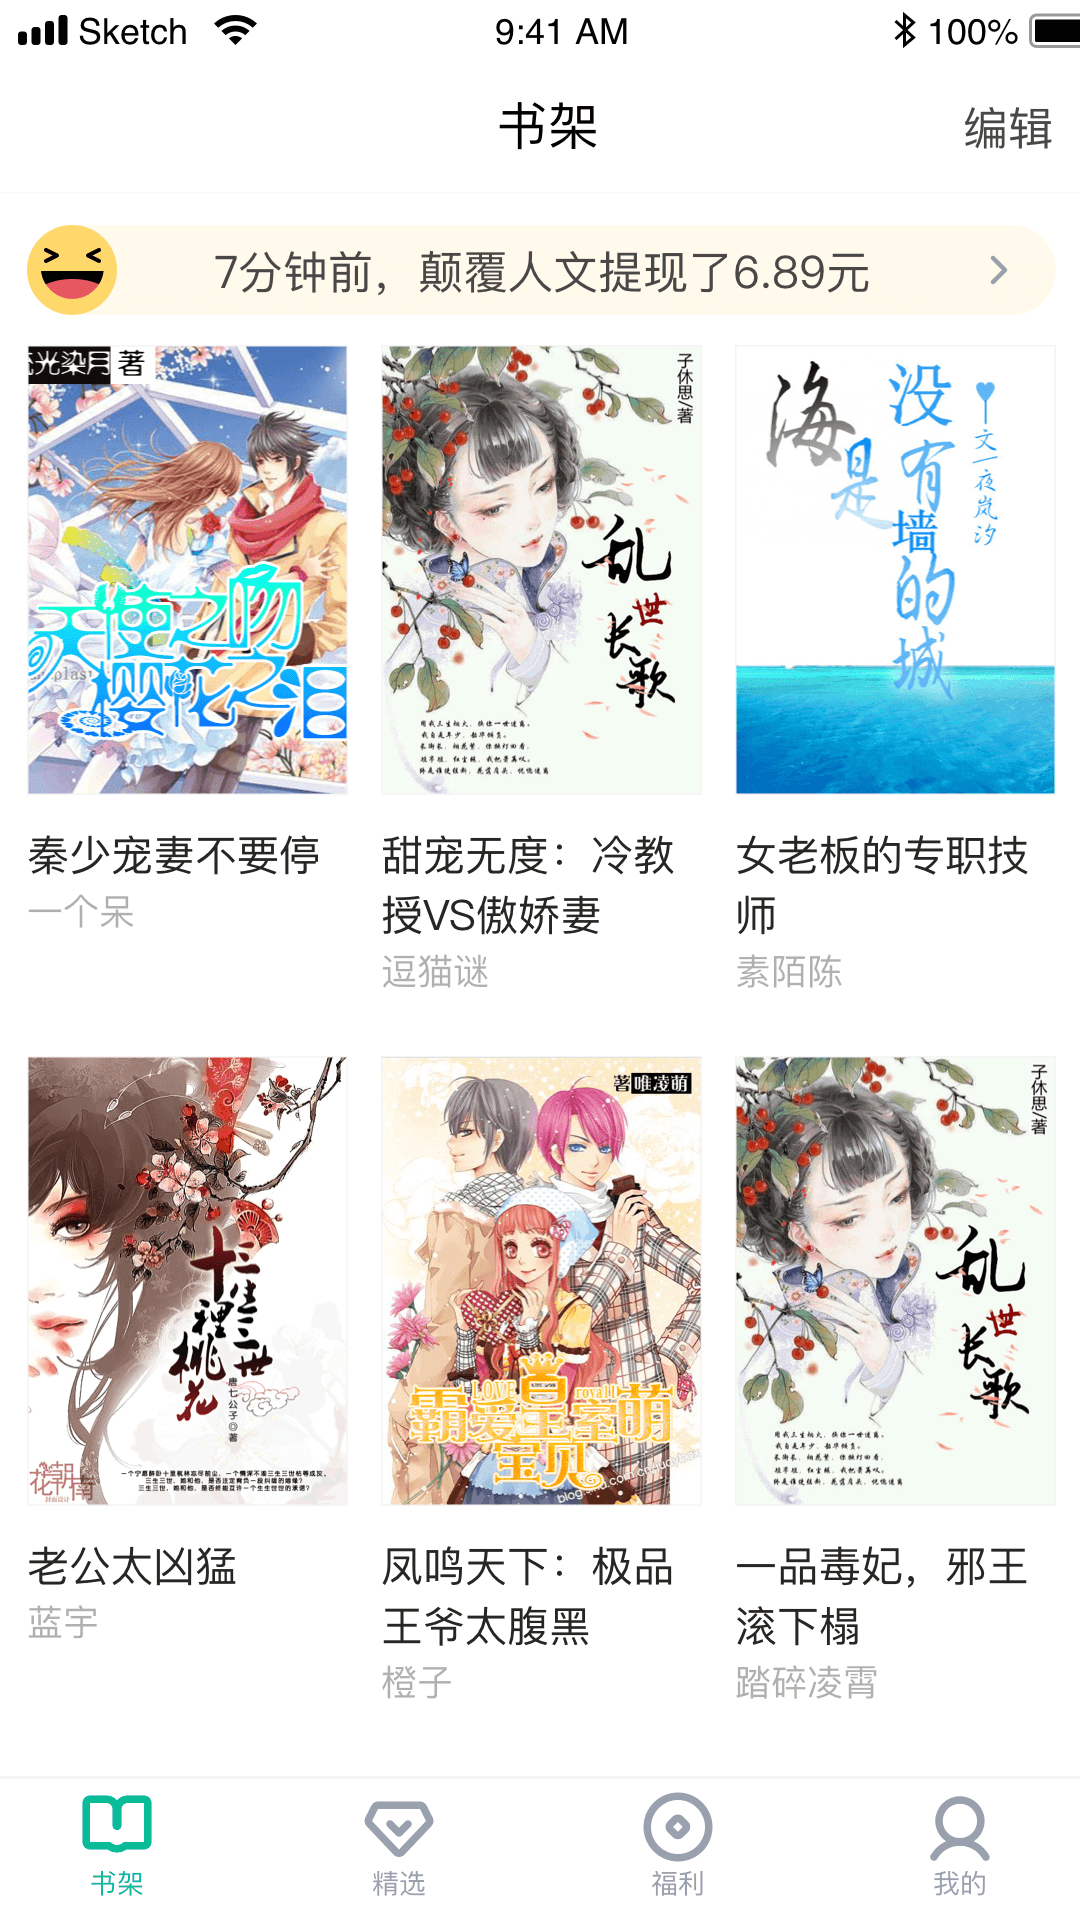 Sketch 9:41 AM 100%
书架 编辑
7分钟前，颠覆人文提现了6.89元
光染月 著
天使之吻
樱花之泪
子休思/著
乱世长歌
海是
没有墙的城
文/夜岚汐
秦少宠妻不要停
一个呆
甜宠无度：冷教
授VS傲娇妻
逗猫谜
女老板的专职技
师
素陌陈
三生三世
十裡桃花
唐七公子◎著
著唯凌萌
LOVE royal
霸爱皇室萌
宝贝
子休思/著
乱世长歌
老公太凶猛
蓝宇
凤鸣天下：极品
王爷太腹黑
橙子
一品毒妃，邪王
滚下榻
踏碎凌霄
书架 精选 福利 我的